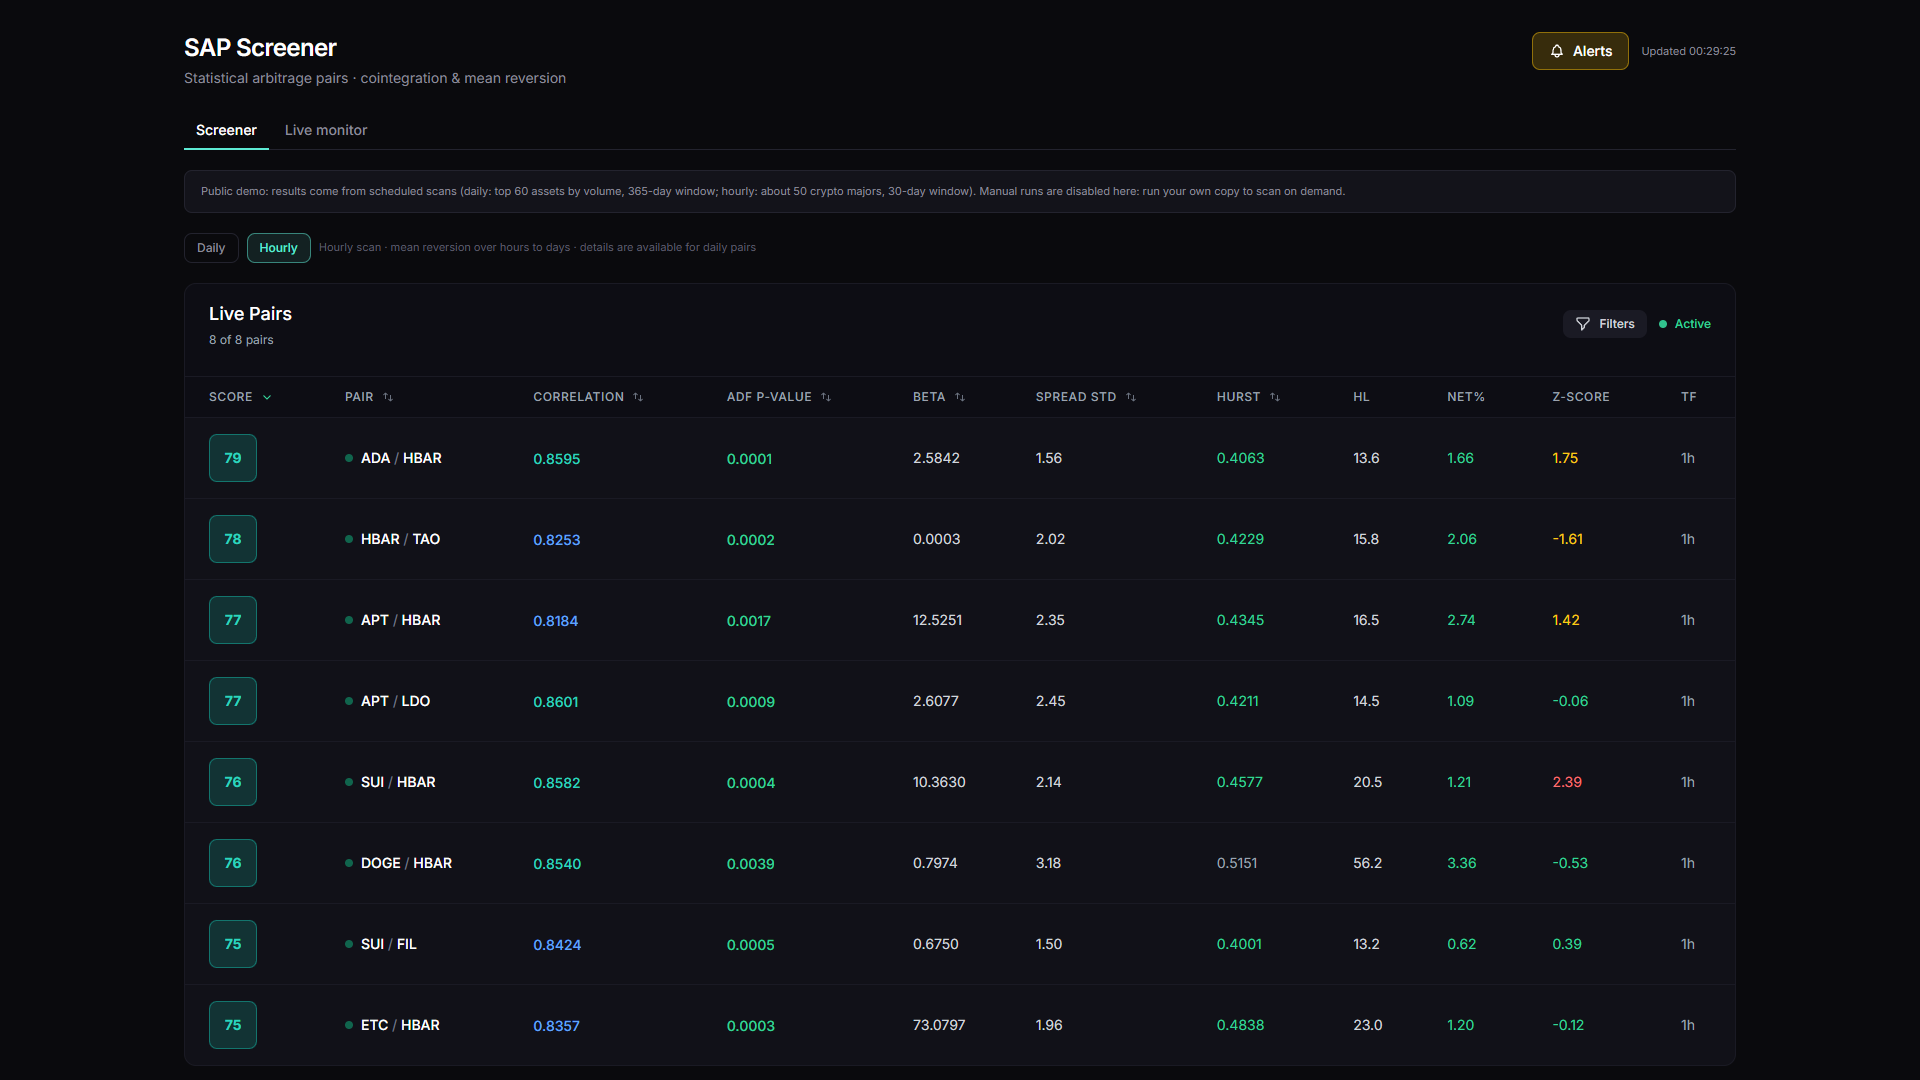 SAP Screener
Statistical arbitrage pairs · cointegration & mean reversion
Alerts
Updated 00:29:25
Screener Live monitor
Public demo: results come from scheduled scans (daily: top 60 assets by volume, 365-day window; hourly: about 50 crypto majors, 30-day window). Manual runs are disabled here: run your own copy to scan on demand.
Daily Hourly Hourly scan · mean reversion over hours to days · details are available for daily pairs
Live Pairs
8 of 8 pairs
Filters Active
SCORE PAIR CORRELATION ADF P-VALUE BETA SPREAD STD HURST HL NET% Z-SCORE TF
79 ADA / HBAR 0.8595 0.0001 2.5842 1.56 0.4063 13.6 1.66 1.75 1h
78 HBAR / TAO 0.8253 0.0002 0.0003 2.02 0.4229 15.8 2.06 -1.61 1h
77 APT / HBAR 0.8184 0.0017 12.5251 2.35 0.4345 16.5 2.74 1.42 1h
77 APT / LDO 0.8601 0.0009 2.6077 2.45 0.4211 14.5 1.09 -0.06 1h
76 SUI / HBAR 0.8582 0.0004 10.3630 2.14 0.4577 20.5 1.21 2.39 1h
76 DOGE / HBAR 0.8540 0.0039 0.7974 3.18 0.5151 56.2 3.36 -0.53 1h
75 SUI / FIL 0.8424 0.0005 0.6750 1.50 0.4001 13.2 0.62 0.39 1h
75 ETC / HBAR 0.8357 0.0003 73.0797 1.96 0.4838 23.0 1.20 -0.12 1h